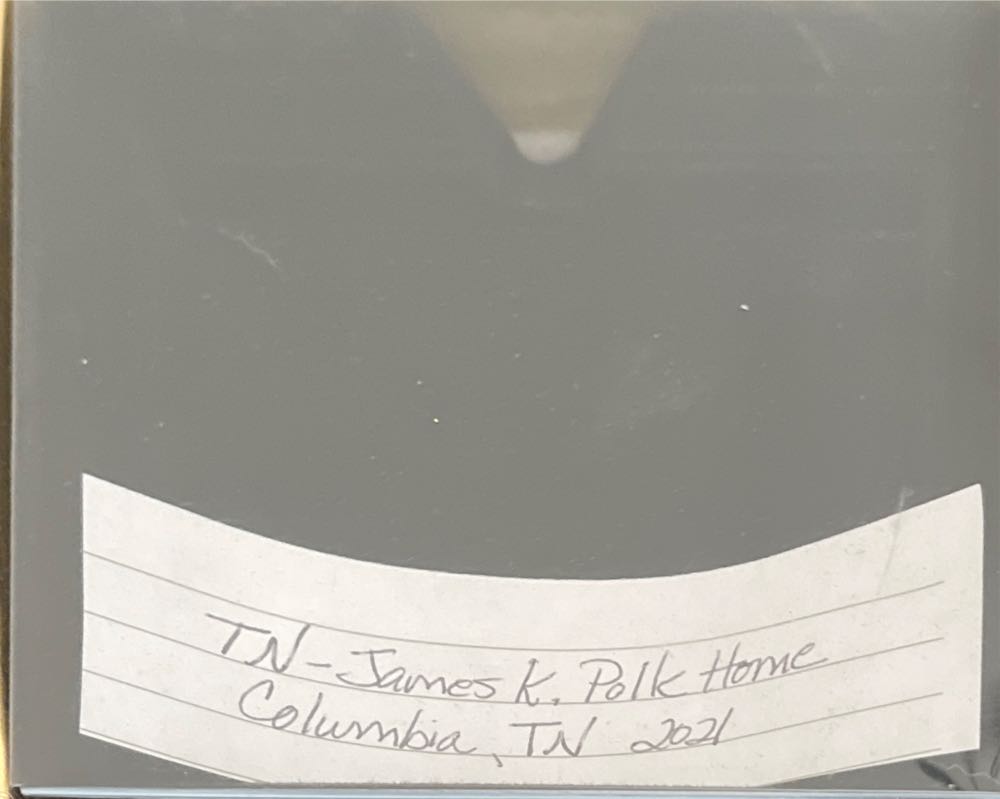 TN-James K. Polk Home
Columbia, TN 2021